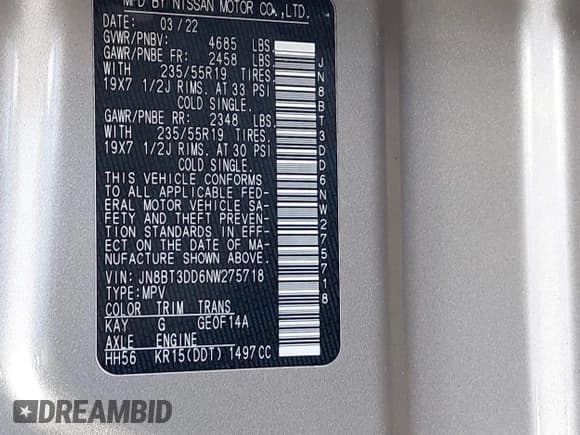 MFD BY NISSAN MOTOR CO.,LTD.
DATE: 03/22
GVWR/PNBV: 4685 LBS
GAWR/PNBE FR: 2458 LBS
WITH 235/55R19 TIRES.
19X7 1/2J RIMS. AT 33 PSI
COLD SINGLE.
GAWR/PNBE RR: 2348 LBS
WITH 235/55R19 TIRES.
19X7 1/2J RIMS. AT 30 PSI
COLD SINGLE.
THIS VEHICLE CONFORMS
TO ALL APPLICABLE FED-
ERAL MOTOR VEHICLE SA-
FETY AND THEFT PREVEN-
TION STANDARDS IN EFF-
ECT ON THE DATE OF MA-
NUFACTURE SHOWN ABOVE.
VIN: JN8BT3DD6NW275718
TYPE:MPV
COLOR TRIM TRANS
KAY G GEOF14A
AXLE ENGINE
HH56 KR15(DDT) 1497CC
JN8BT3DD6NW275718
DREAMBID